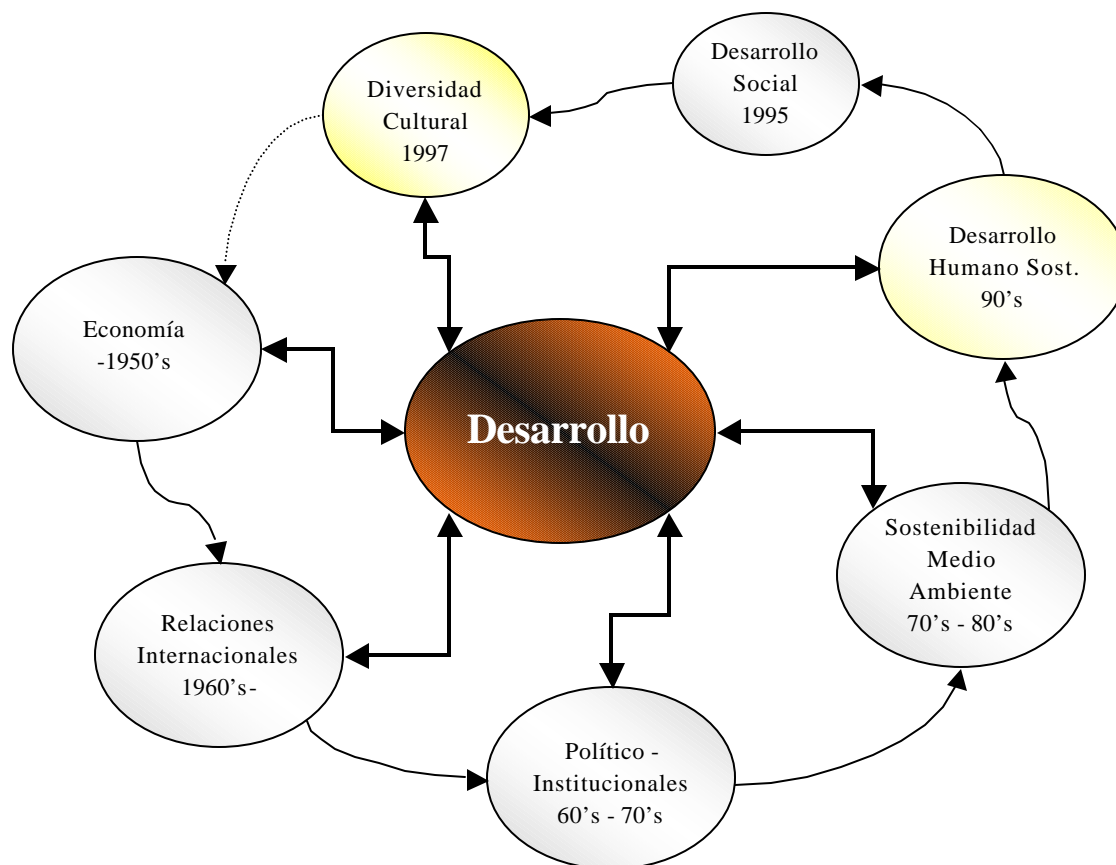 Desarrollo
Social
1995
Diversidad
Cultural
1997
Desarrollo
Humano Sost.
90's
Economía
-1950's
Desarrollo
Sostenibilidad
Medio
Ambiente
70's - 80's
Relaciones
Internacionales
1960's-
Político -
Institucionales
60's - 70's